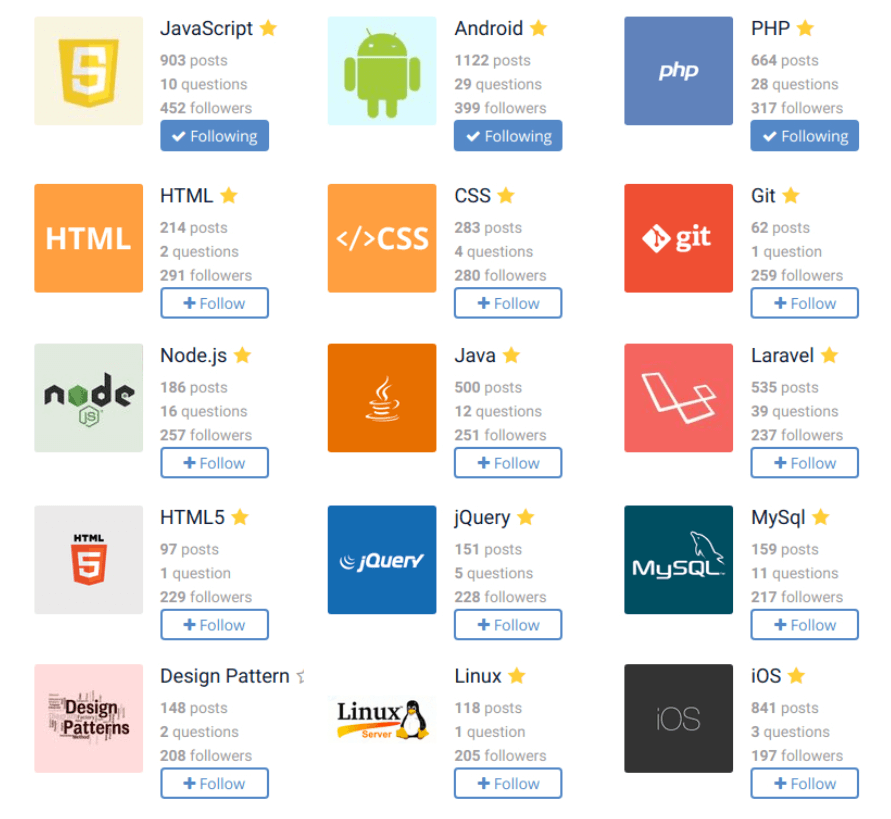 JavaScript
903 posts
10 questions
452 followers
Following
Android
1122 posts
29 questions
399 followers
Following
php
PHP
664 posts
28 questions
317 followers
Following
HTML
HTML
214 posts
2 questions
291 followers
Follow
</>CSS
CSS
283 posts
4 questions
280 followers
Follow
git
Git
62 posts
1 question
259 followers
Follow
node
JS
Node.js
186 posts
16 questions
257 followers
Follow
Java
500 posts
12 questions
251 followers
Follow
Laravel
535 posts
39 questions
237 followers
Follow
HTML
5
HTML5
97 posts
1 question
229 followers
Follow
jQuery
jQuery
151 posts
5 questions
228 followers
Follow
MySQL
MySql
159 posts
11 questions
217 followers
Follow
Design
Patterns
Design Pattern
148 posts
2 questions
208 followers
Follow
Linux
Server
Linux
118 posts
1 question
205 followers
Follow
iOS
iOS
841 posts
3 questions
197 followers
Follow